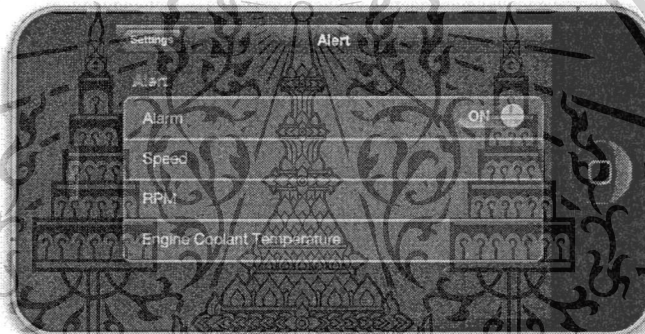 Settings
Alert
Alert
Alarm ON
Speed
RPM
Engine Coolant Temperature